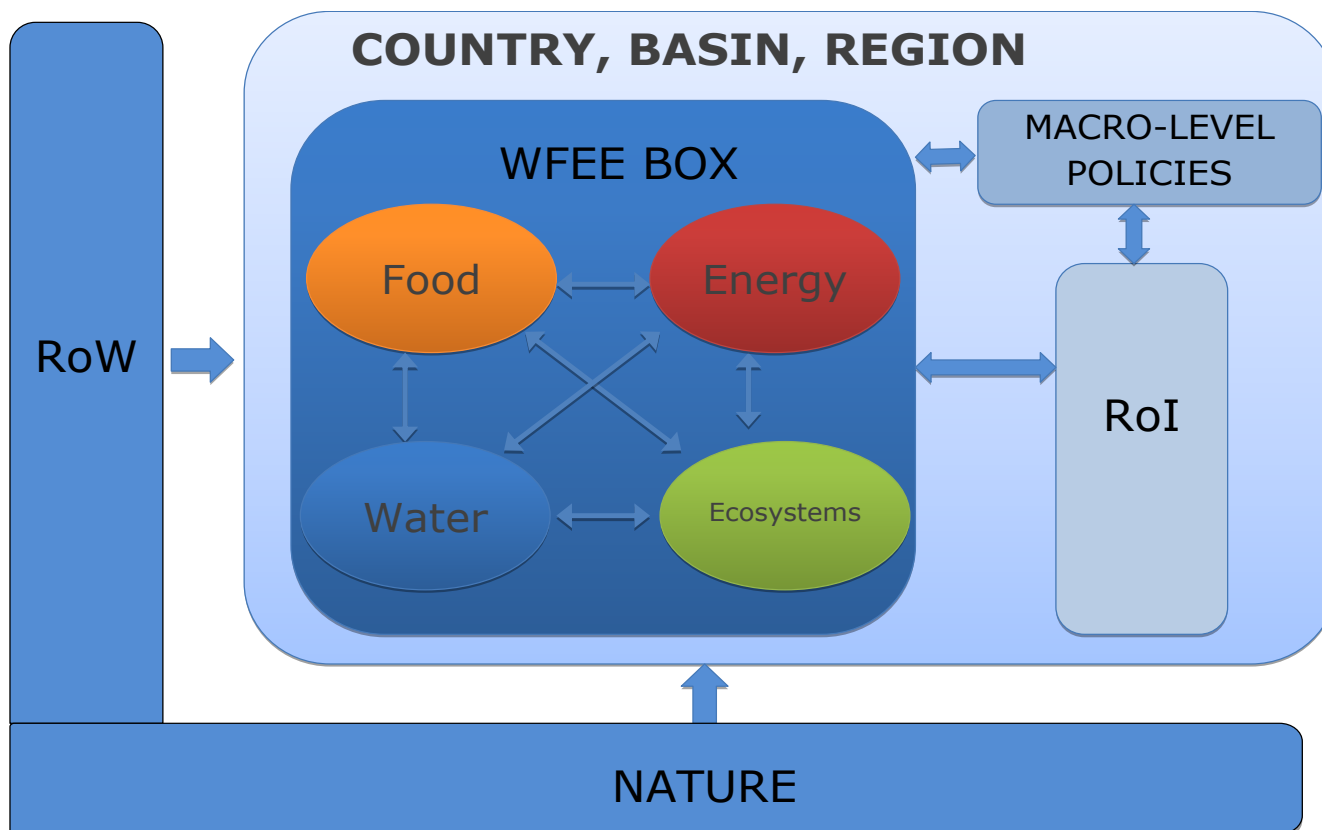 COUNTRY, BASIN, REGION
MACRO-LEVEL
POLICIES
WFEE BOX
Food
Energy
RoW
RoI
Water
Ecosystems
NATURE